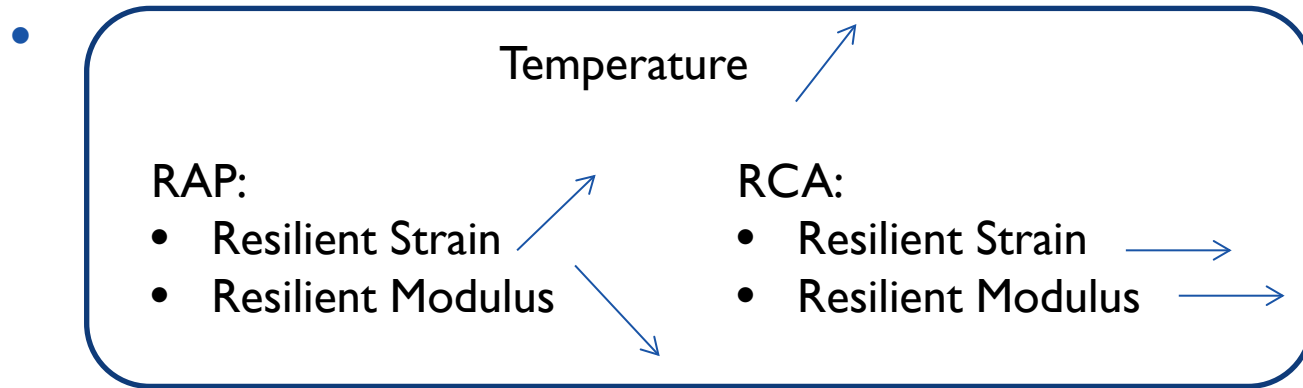 Temperature
RAP:
• Resilient Strain
• Resilient Modulus
RCA:
• Resilient Strain
• Resilient Modulus